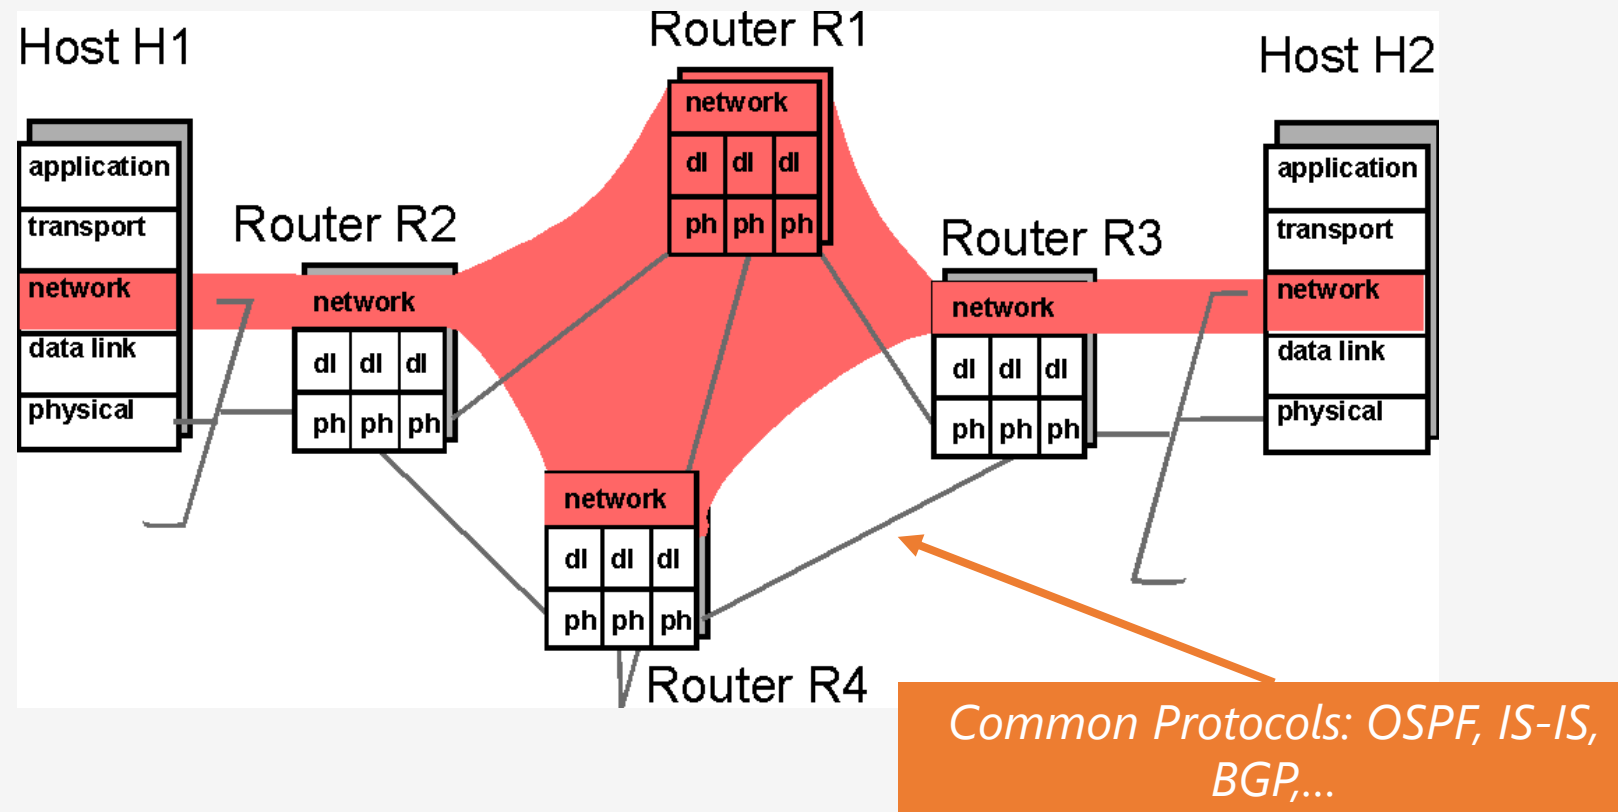 Host H1
Router R1
Host H2
application
transport
network
data link
physical
Router R2
network
dl dl dl
ph ph ph
network
dl dl dl
ph ph ph
Router R3
network
dl dl dl
ph ph ph
application
transport
network
data link
physical
network
dl dl dl
ph ph ph
Router R4
Common Protocols: OSPF, IS-IS,
BGP,...